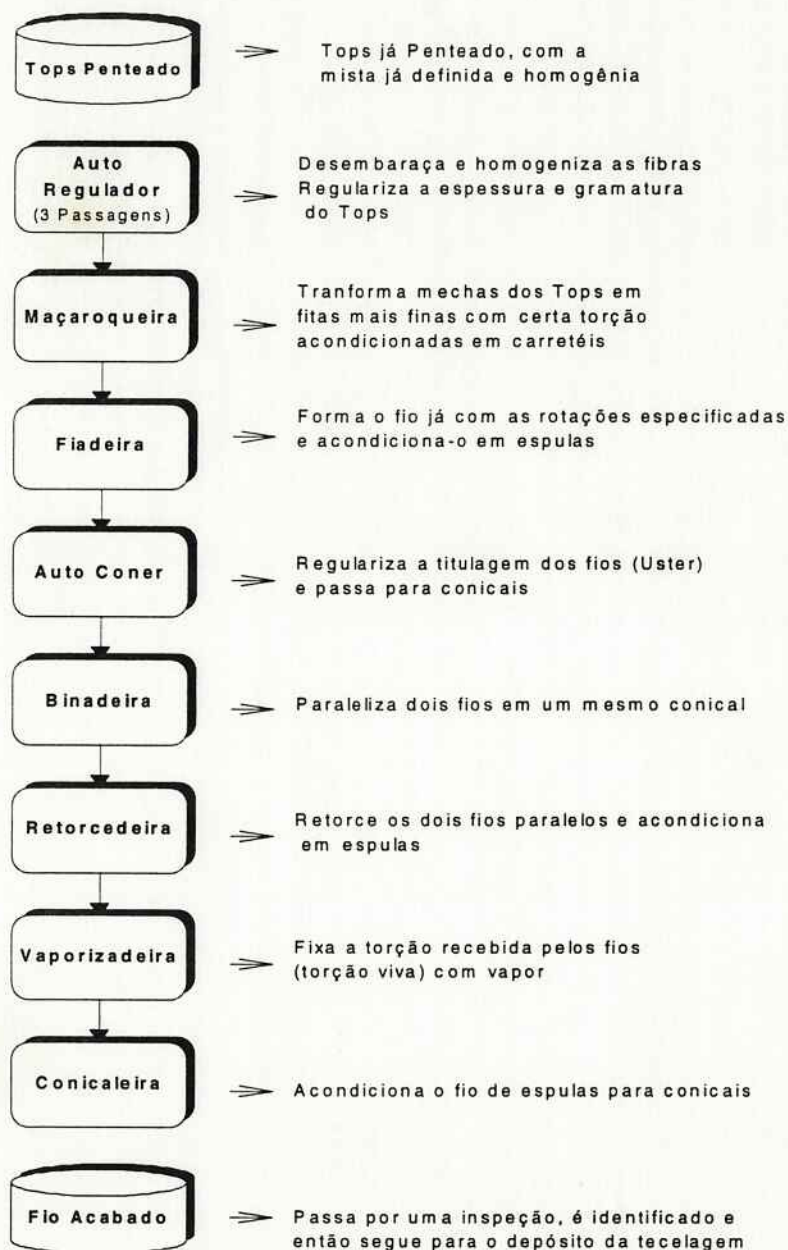 Tops Penteado
Tops já Penteado, com a
mista já definida e homogênia
Auto
Regulador
(3 Passagens)
Desembaraça e homogeniza as fibras
Regulariza a espessura e gramatura
do Tops
Maçaroqueira
Tranforma mechas dos Tops em
fitas mais finas com certa torção
acondicionadas em carretéis
Fiadeira
Forma o fio já com as rotações especificadas
e acondiciona-o em espulas
Auto Coner
Regulariza a titulagem dos fios (Uster)
e passa para conicais
Binadeira
Paraleliza dois fios em um mesmo conical
Retorcedeira
Retorce os dois fios paralelos e acondiciona
em espulas
Vaporizadeira
Fixa a torção recebida pelos fios
(torção viva) com vapor
Conicaleira
Acondiciona o fio de espulas para conicais
Fio Acabado
Passa por uma inspeção, é identificado e
então segue para o depósito da tecelagem